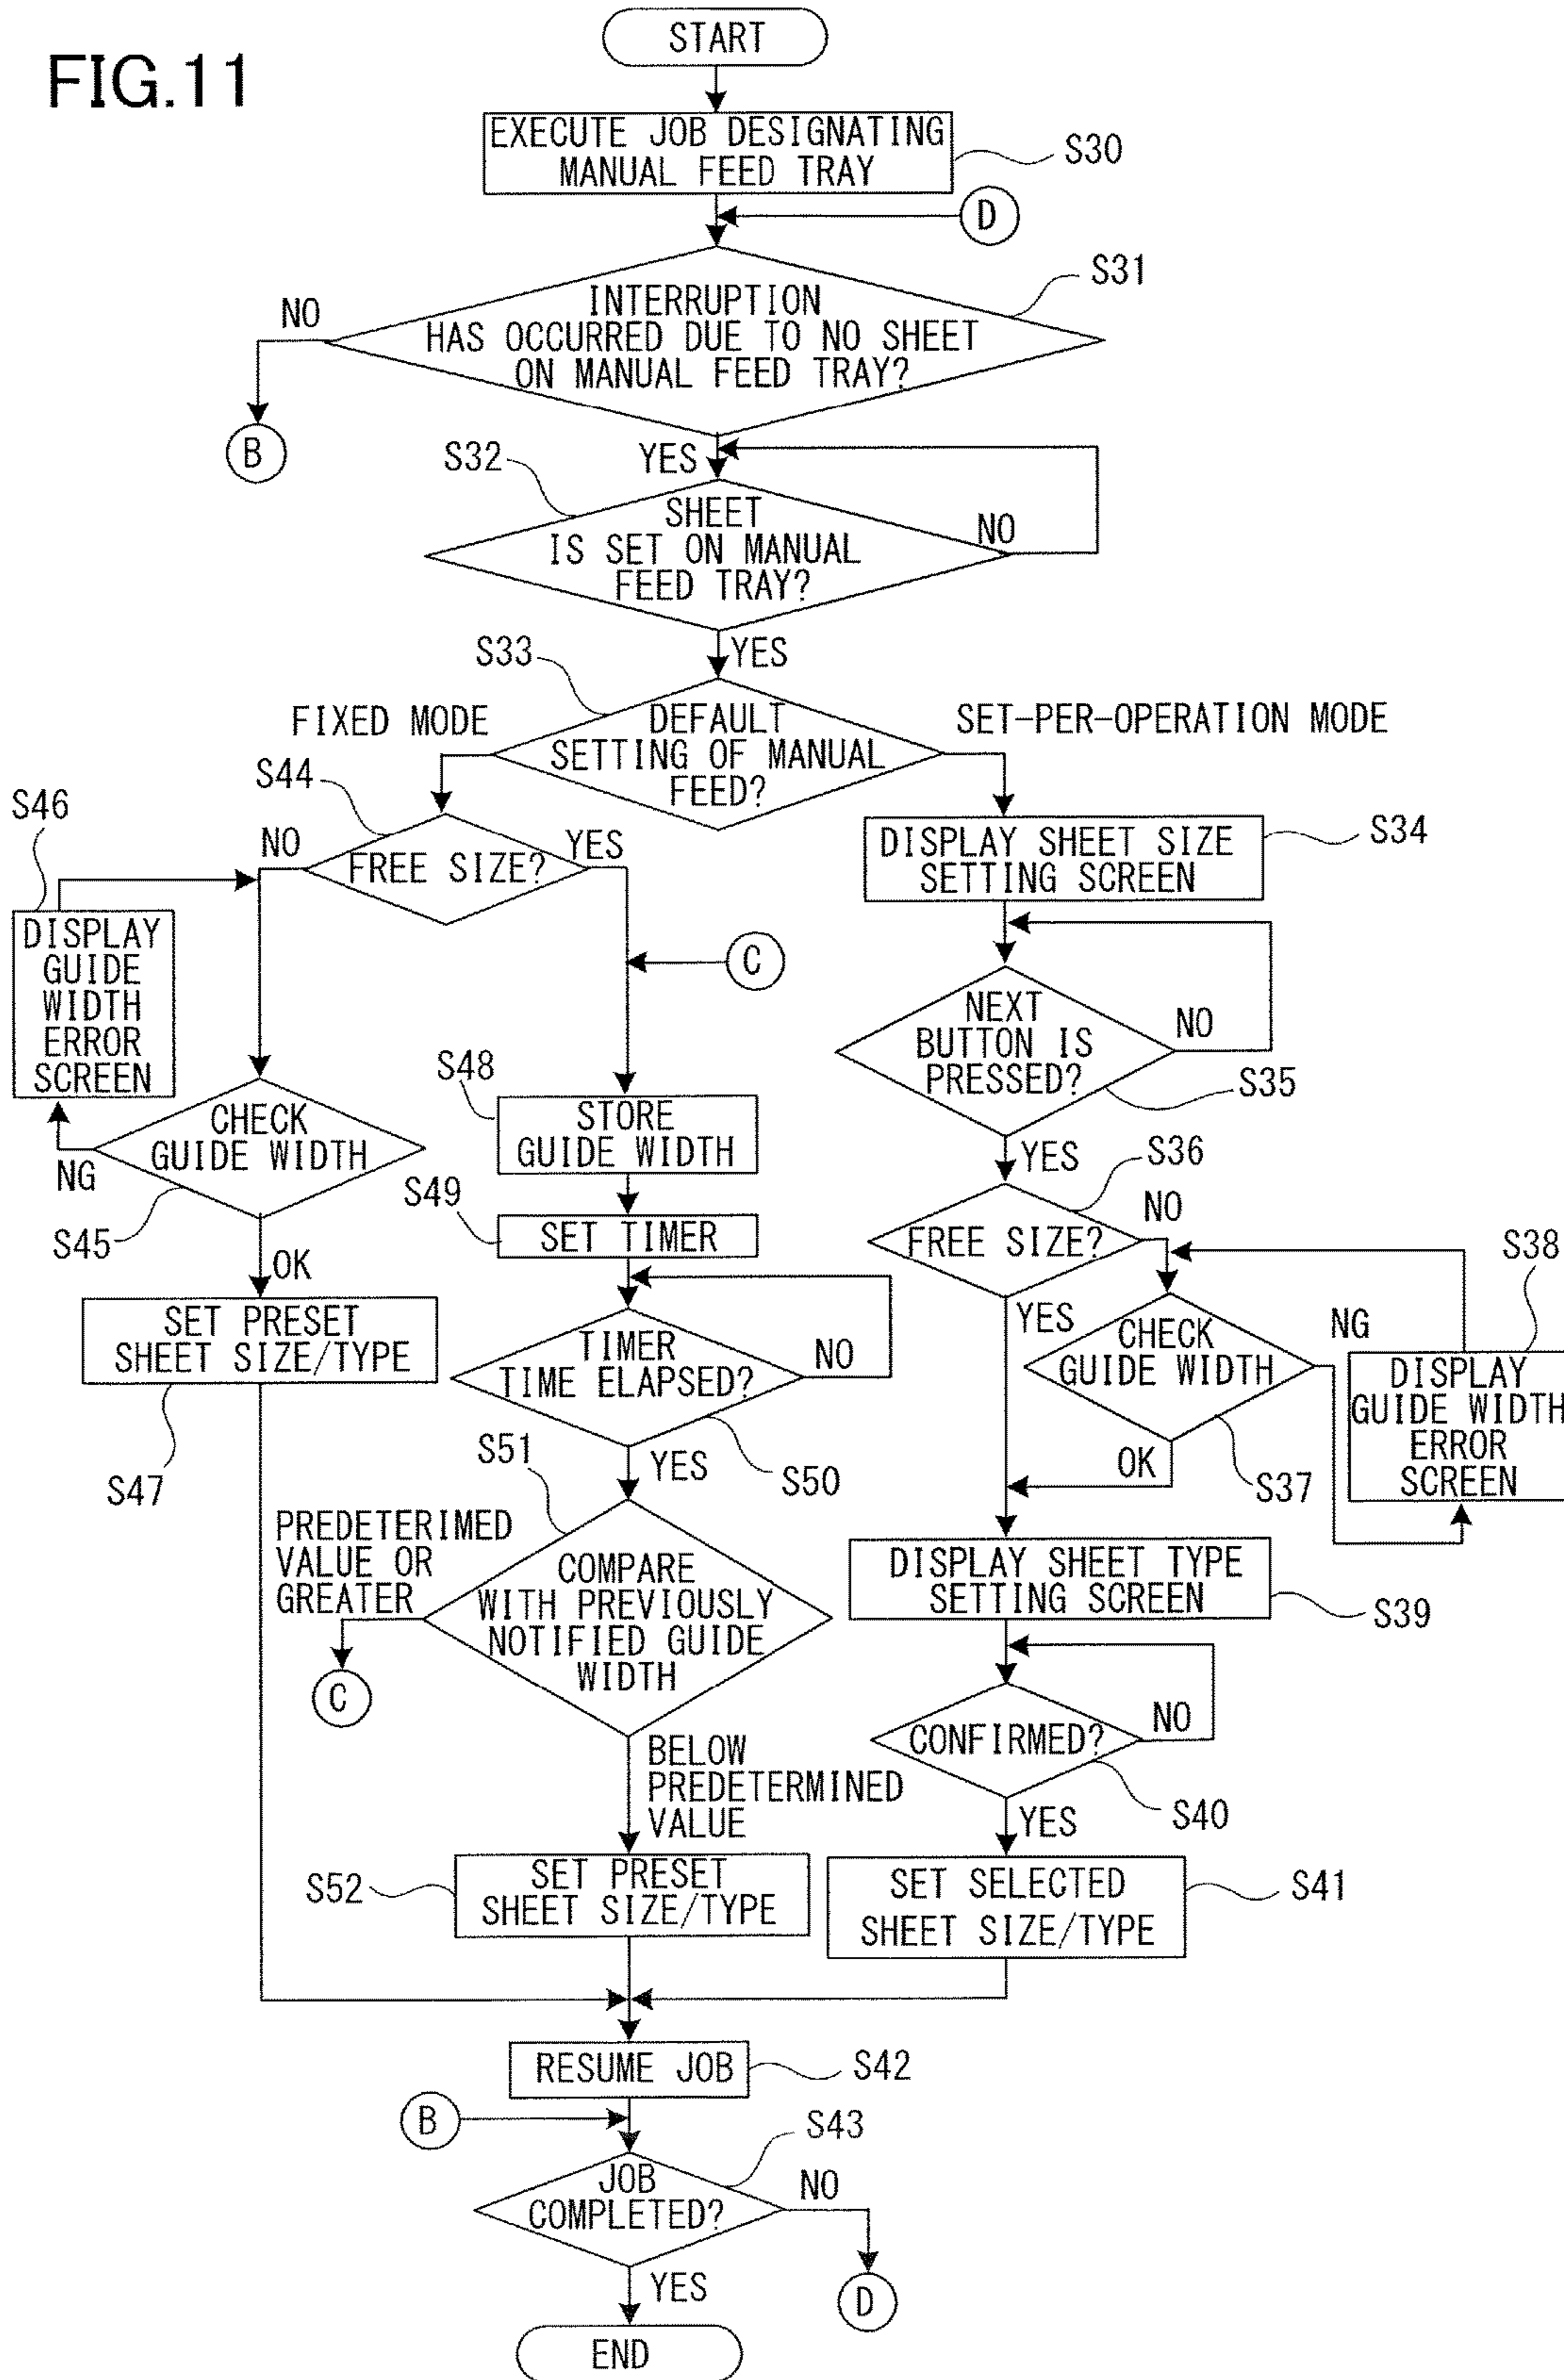 FIG.11
START
EXECUTE JOB DESIGNATING
MANUAL FEED TRAY
S30
D
S31
INTERRUPTION
HAS OCCURRED DUE TO NO SHEET
ON MANUAL FEED TRAY?
NO
B
YES
S32
SHEET
IS SET ON MANUAL
FEED TRAY?
NO
YES
S33
DEFAULT
SETTING OF MANUAL
FEED?
FIXED MODE
SET-PER-OPERATION MODE
S44
FREE SIZE?
NO
YES
S46
DISPLAY
GUIDE
WIDTH
ERROR
SCREEN
CHECK
GUIDE WIDTH
NG
S45
OK
SET PRESET
SHEET SIZE/TYPE
S47
C
S48
STORE
GUIDE WIDTH
S49
SET TIMER
TIMER
TIME ELAPSED?
NO
S50
YES
S51
COMPARE
WITH PREVIOUSLY
NOTIFIED GUIDE
WIDTH
PREDETERIMED
VALUE OR
GREATER
C
BELOW
PREDETERMINED
VALUE
S52
SET PRESET
SHEET SIZE/TYPE
DISPLAY SHEET SIZE
SETTING SCREEN
S34
NEXT
BUTTON IS
PRESSED?
NO
S35
YES
S36
FREE SIZE?
NO
YES
CHECK
GUIDE WIDTH
NG
S38
DISPLAY
GUIDE WIDTH
ERROR
SCREEN
OK
S37
DISPLAY SHEET TYPE
SETTING SCREEN
S39
CONFIRMED?
NO
S40
YES
SET SELECTED
SHEET SIZE/TYPE
S41
RESUME JOB
S42
B
S43
JOB
COMPLETED?
NO
D
YES
END